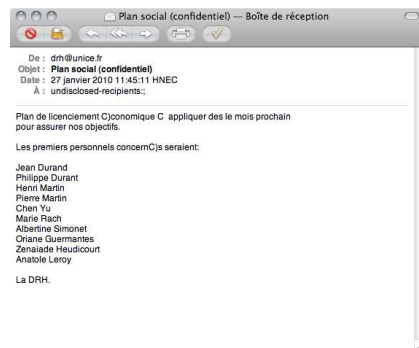 Plan social (confidentiel) — Boîte de réception
De : drh@unice.fr
Objet : Plan social (confidentiel)
Date : 27 janvier 2010 11:45:11 HNEC
À : undisclosed-recipients:;
Plan de licenciement C)conomique C  appliquer des le mois prochain
pour assurer nos objectifs.
Les premiers personnels concernC)s seraient:
Jean Durand
Philippe Durant
Henri Martin
Pierre Martin
Chen Yu
Marie Rach
Albertine Simonet
Oriane Guermantes
Zenaiade Heudicourt
Anatole Leroy
La DRH.